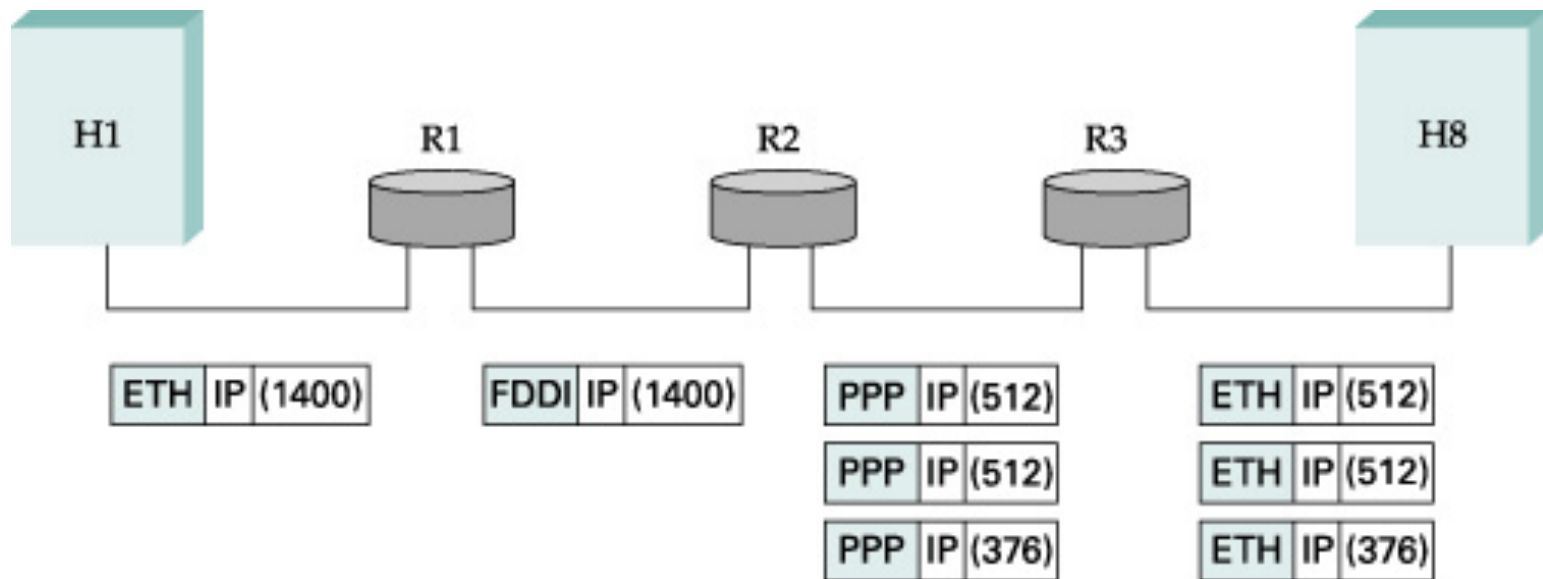 H1
R1
R2
R3
H8
ETH IP (1400)
FDDI IP (1400)
PPP IP (512)
ETH IP (512)
PPP IP (512)
ETH IP (512)
PPP IP (376)
ETH IP (376)